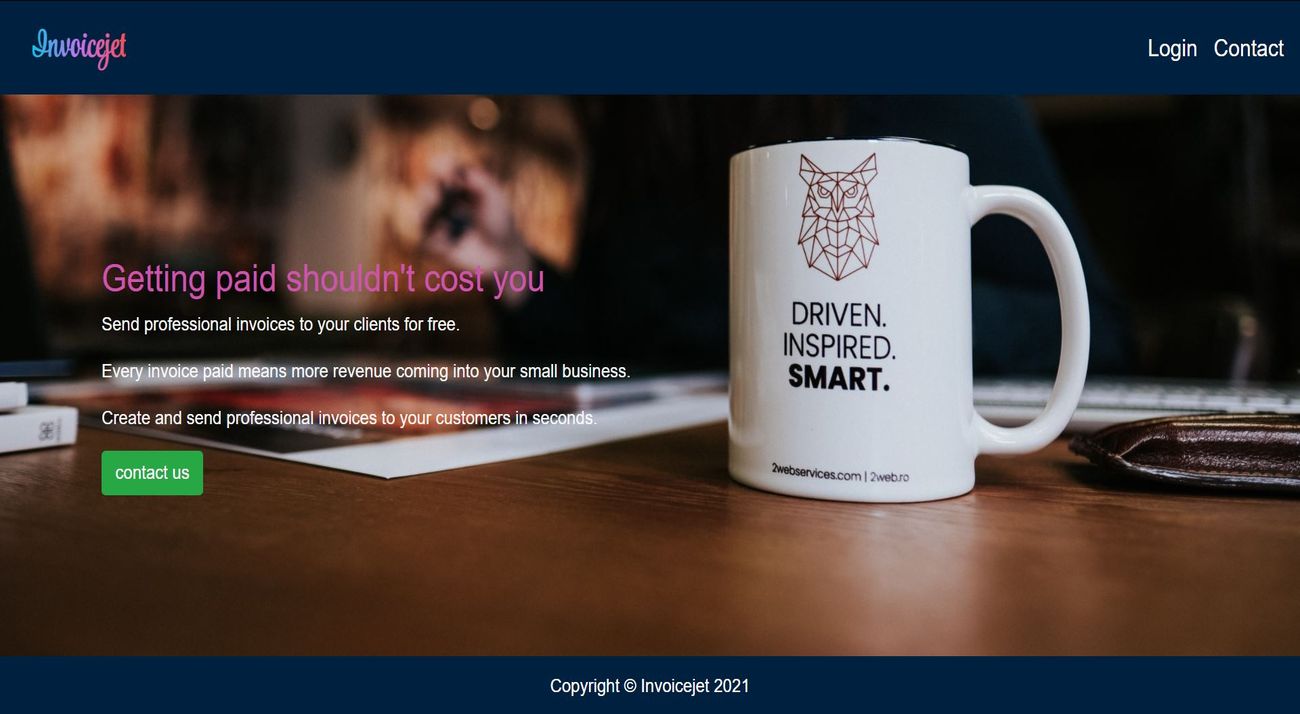 Invoicejet
Login Contact
Getting paid shouldn't cost you
Send professional invoices to your clients for free.
Every invoice paid means more revenue coming into your small business.
Create and send professional invoices to your customers in seconds.
contact us
DRIVEN.
INSPIRED.
SMART.
2webservices.com | 2web.ro
Copyright © Invoicejet 2021